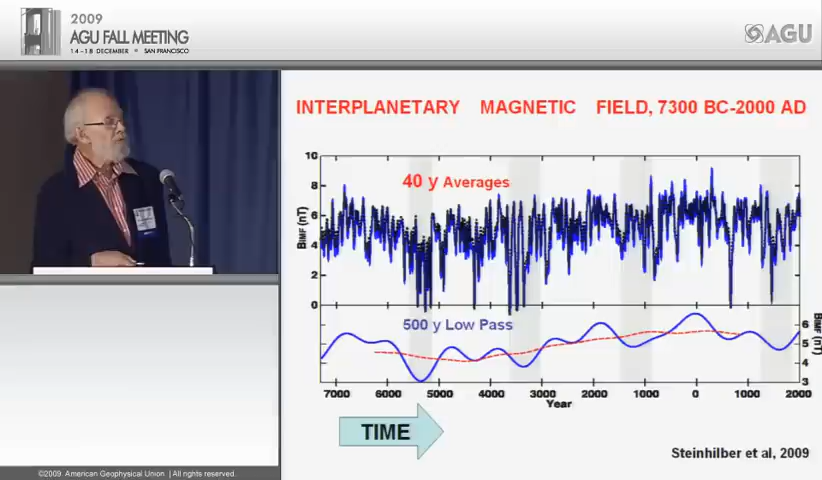 2009
AGU FALL MEETING
14-18 DECEMBER • SAN FRANCISCO
AGU
INTERPLANETARY MAGNETIC FIELD, 7300 BC-2000 AD
40 y Averages
10
8
6
4
2
0
BIMF (nT)
500 y Low Pass
6
5
4
3
BIMF (nT)
7000 6000 5000 4000 3000 2000 1000 0 1000 2000
Year
TIME
Steinhilber et al, 2009
©2009. American Geophysical Union. | All rights reserved.